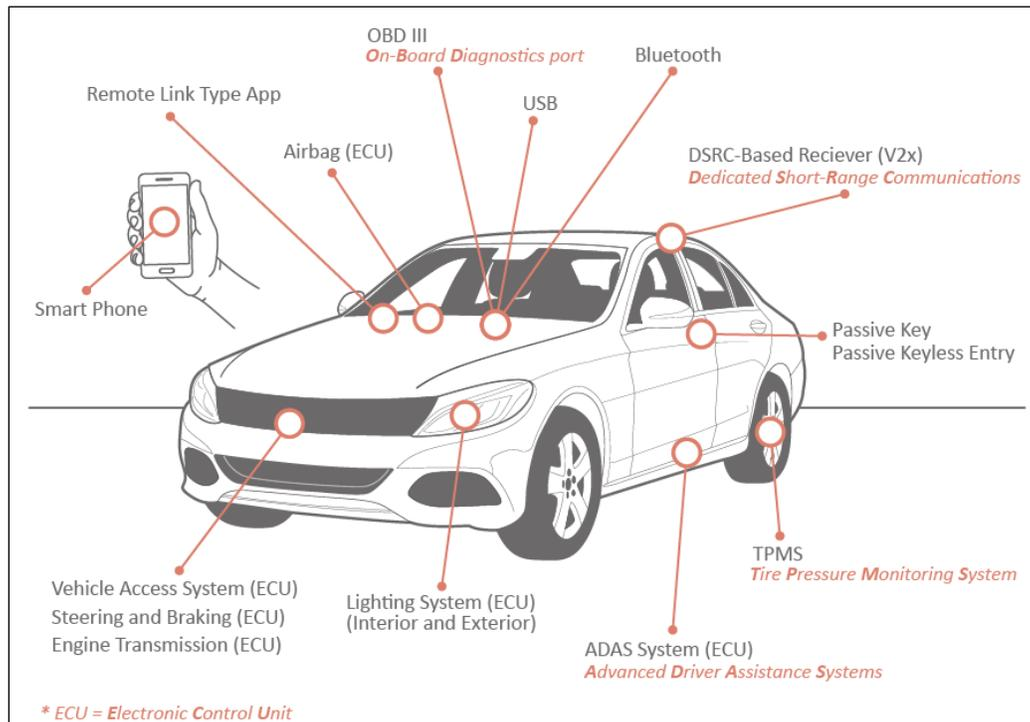 OBD III
On-Board Diagnostics port
Bluetooth
Remote Link Type App
USB
Airbag (ECU)
DSRC-Based Reciever (V2x)
Dedicated Short-Range Communications
Smart Phone
Passive Key
Passive Keyless Entry
TPMS
Tire Pressure Monitoring System
Vehicle Access System (ECU)
Steering and Braking (ECU)
Engine Transmission (ECU)
Lighting System (ECU)
(Interior and Exterior)
ADAS System (ECU)
Advanced Driver Assistance Systems
* ECU = Electronic Control Unit